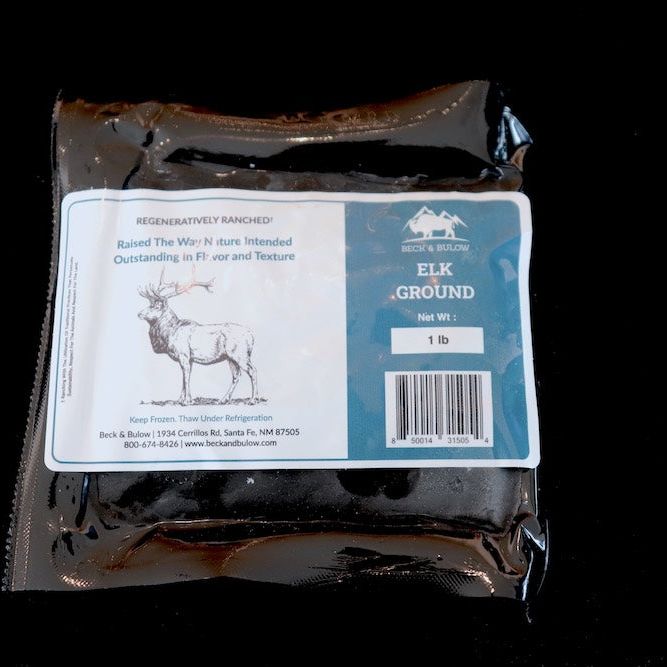 REGENERATIVELY RANCHED†
Raised The Way Nature Intended
Outstanding in Flavor and Texture
Keep Frozen. Thaw Under Refrigeration
Beck & Bulow | 1934 Cerrillos Rd, Santa Fe, NM 87505
800-674-8426 | www.beckandbulow.com
BECK & BULOW
ELK
GROUND
Net Wt :
1 lb
8 50014 31505 4